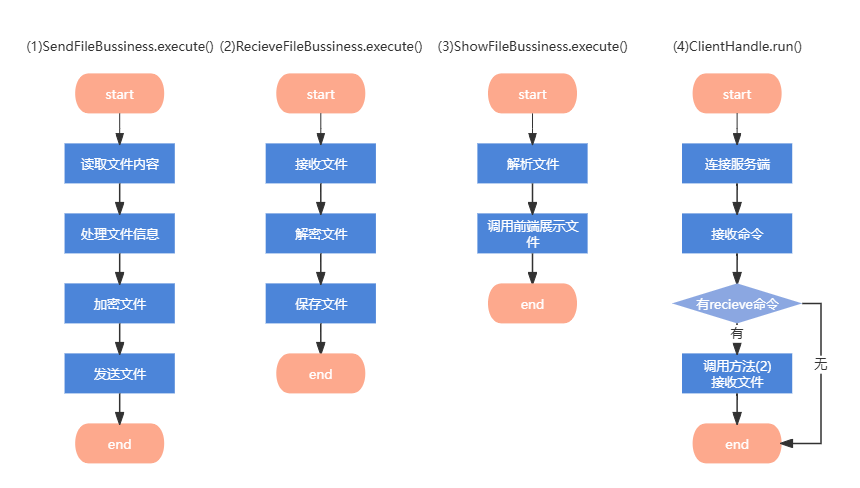 (1)SendFileBussiness.execute()
start
读取文件内容
处理文件信息
加密文件
发送文件
end
(2)RecieveFileBussiness.execute()
start
接收文件
解密文件
保存文件
end
(3)ShowFileBussiness.execute()
start
解析文件
调用前端展示文
件
end
(4)ClientHandle.run()
start
连接服务端
接收命令
有recieve命令
有
无
调用方法(2)
接收文件
end